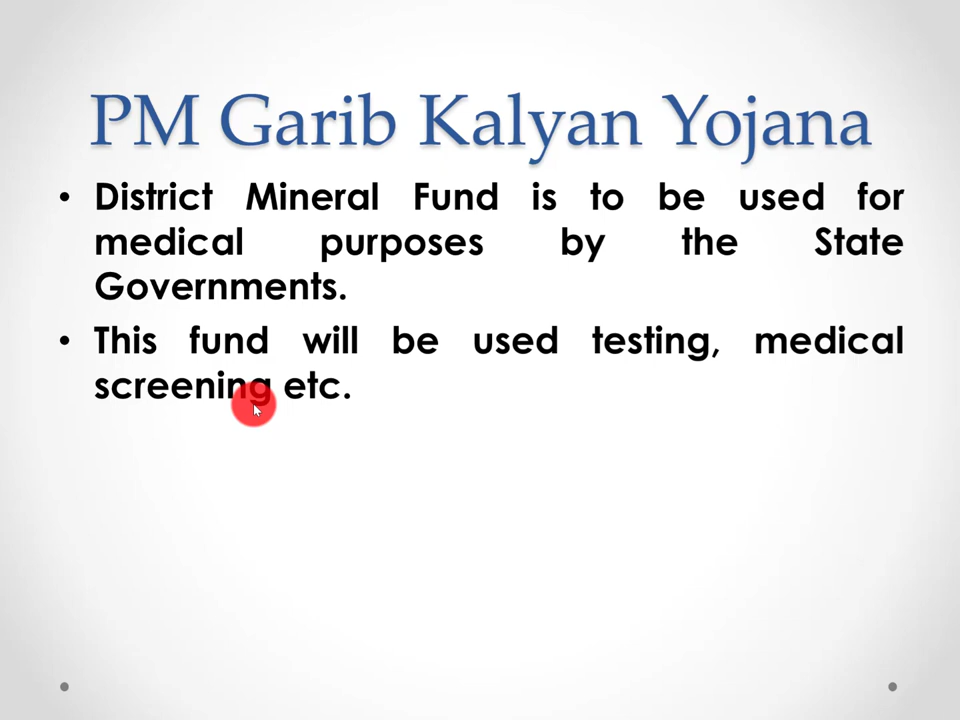 PM Garib Kalyan Yojana
• District Mineral Fund is to be used for
medical purposes by the State
Governments.
• This fund will be used testing, medical
screening etc.